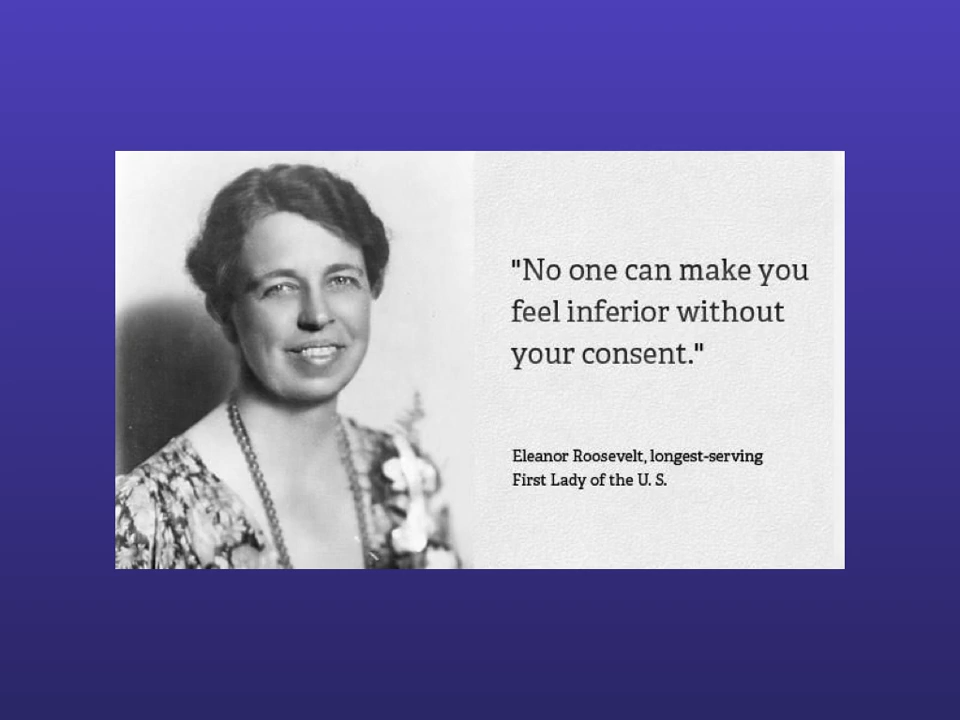 "No one can make you
feel inferior without
your consent."
Eleanor Roosevelt, longest-serving
First Lady of the U. S.